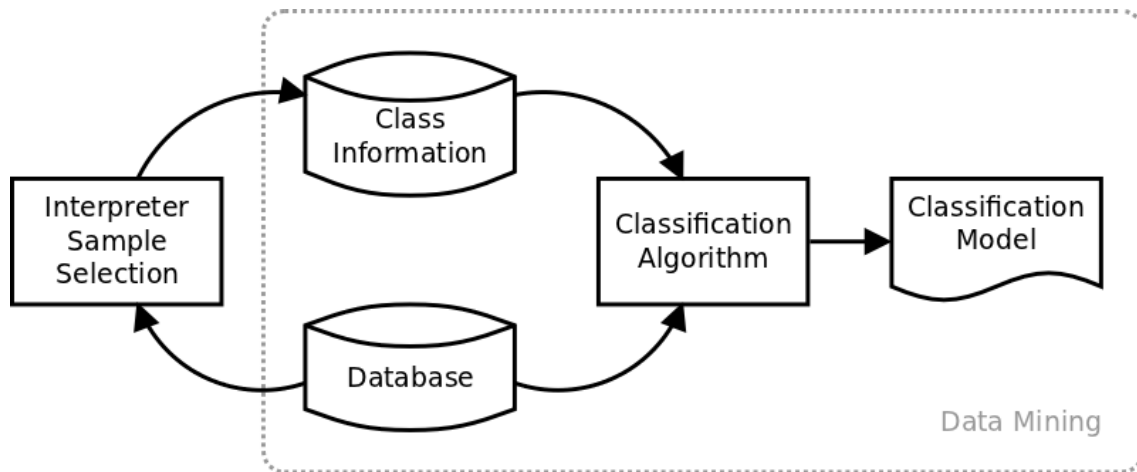 Class
Information
Interpreter
Sample
Selection
Classification
Algorithm
Classification
Model
Database
Data Mining